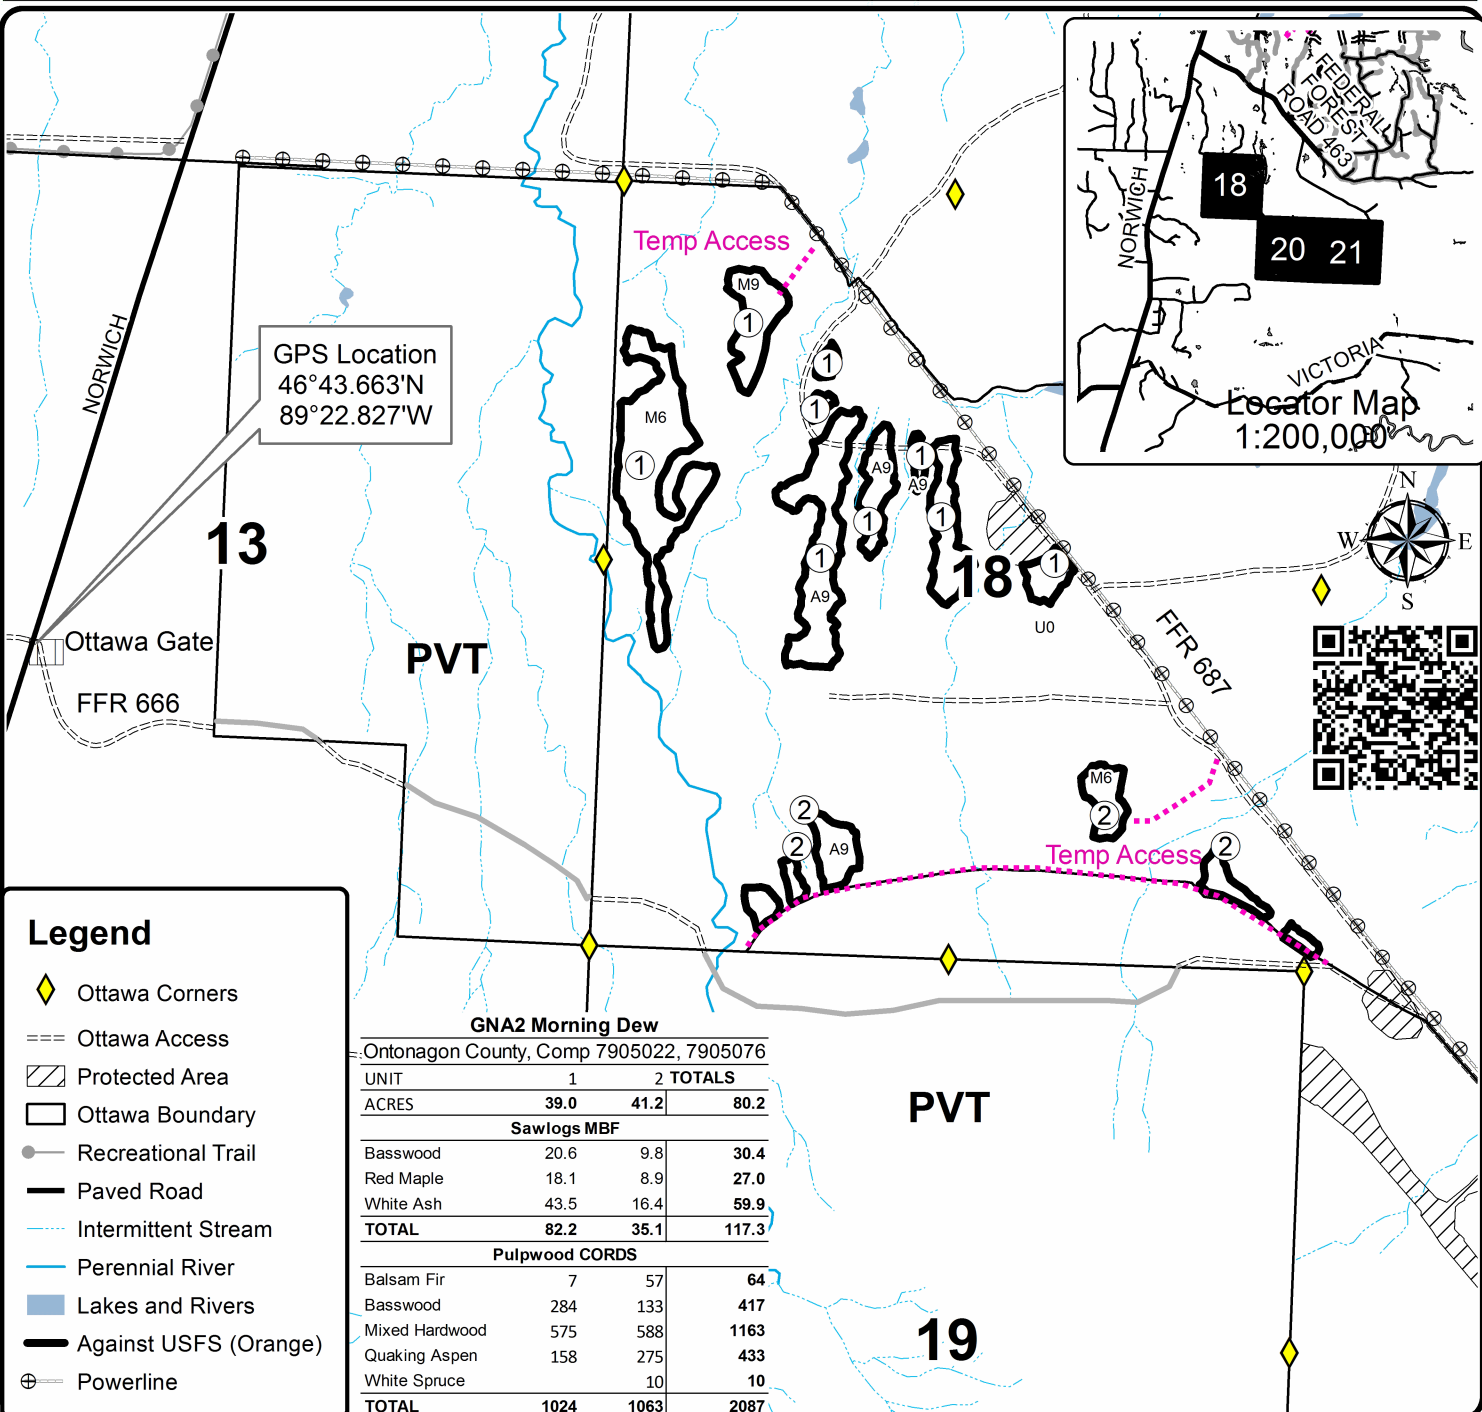 Temp Access
M9
1
M6
1
1
1
A9
1
A9
1
1
1
A9
1
U0
18
13
PVT
NORWICH
GPS Location
46°43.663'N
89°22.827'W
Ottawa Gate
FFR 666
FFR 687
M6
2
2
2
A9
2
Temp Access
PVT
19
FEDERAL
FOREST
ROAD 463
NORWICH
18
20 21
VICTORIA
Locator Map
1:200,000
N
W E
S
Legend
Ottawa Corners
Ottawa Access
Protected Area
Ottawa Boundary
Recreational Trail
Paved Road
Intermittent Stream
Perennial River
Lakes and Rivers
Against USFS (Orange)
Powerline
GNA2 Morning Dew
Ontonagon County, Comp 7905022, 7905076
UNIT 1 2 TOTALS
ACRES 39.0 41.2 80.2
Sawlogs MBF
Basswood 20.6 9.8 30.4
Red Maple 18.1 8.9 27.0
White Ash 43.5 16.4 59.9
TOTAL 82.2 35.1 117.3
Pulpwood CORDS
Balsam Fir 7 57 64
Basswood 284 133 417
Mixed Hardwood 575 588 1163
Quaking Aspen 158 275 433
White Spruce 10 10
TOTAL 1024 1063 2087